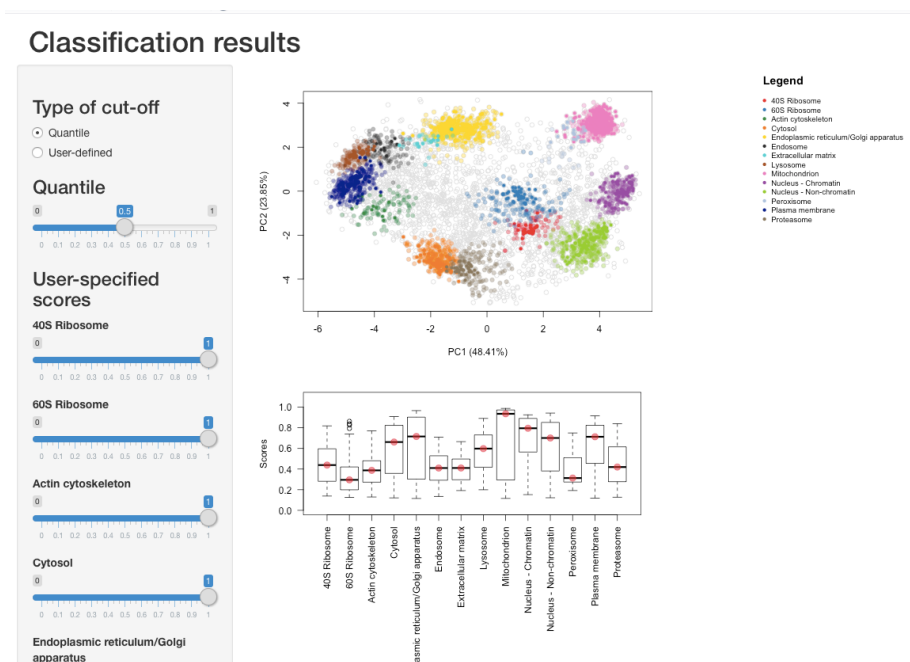 Classification results
Type of cut-off
Quantile
User-defined
Quantile
0 0.5 1
0 0.1 0.2 0.3 0.4 0.5 0.6 0.7 0.8 0.9 1
User-specified
scores
40S Ribosome
0 1
0 0.1 0.2 0.3 0.4 0.5 0.6 0.7 0.8 0.9 1
60S Ribosome
0 1
0 0.1 0.2 0.3 0.4 0.5 0.6 0.7 0.8 0.9 1
Actin cytoskeleton
0 1
0 0.1 0.2 0.3 0.4 0.5 0.6 0.7 0.8 0.9 1
Cytosol
0 1
0 0.1 0.2 0.3 0.4 0.5 0.6 0.7 0.8 0.9 1
Endoplasmic reticulum/Golgi
apparatus
PC2 (23.85%)
4
2
0
-2
-4
-6 -4 -2 0 2 4
PC1 (48.41%)
Legend
40S Ribosome
60S Ribosome
Actin cytoskeleton
Cytosol
Endoplasmic reticulum/Golgi apparatus
Endosome
Extracellular matrix
Lysosome
Mitochondrion
Nucleus - Chromatin
Nucleus - Non-chromatin
Peroxisome
Plasma membrane
Proteasome
Scores
1.0
0.8
0.6
0.4
0.2
0.0
40S Ribosome
60S Ribosome
Actin cytoskeleton
Cytosol
asmic reticulum/Golgi apparatus
Endosome
Extracellular matrix
Lysosome
Mitochondrion
Nucleus - Chromatin
Nucleus - Non-chromatin
Peroxisome
Plasma membrane
Proteasome